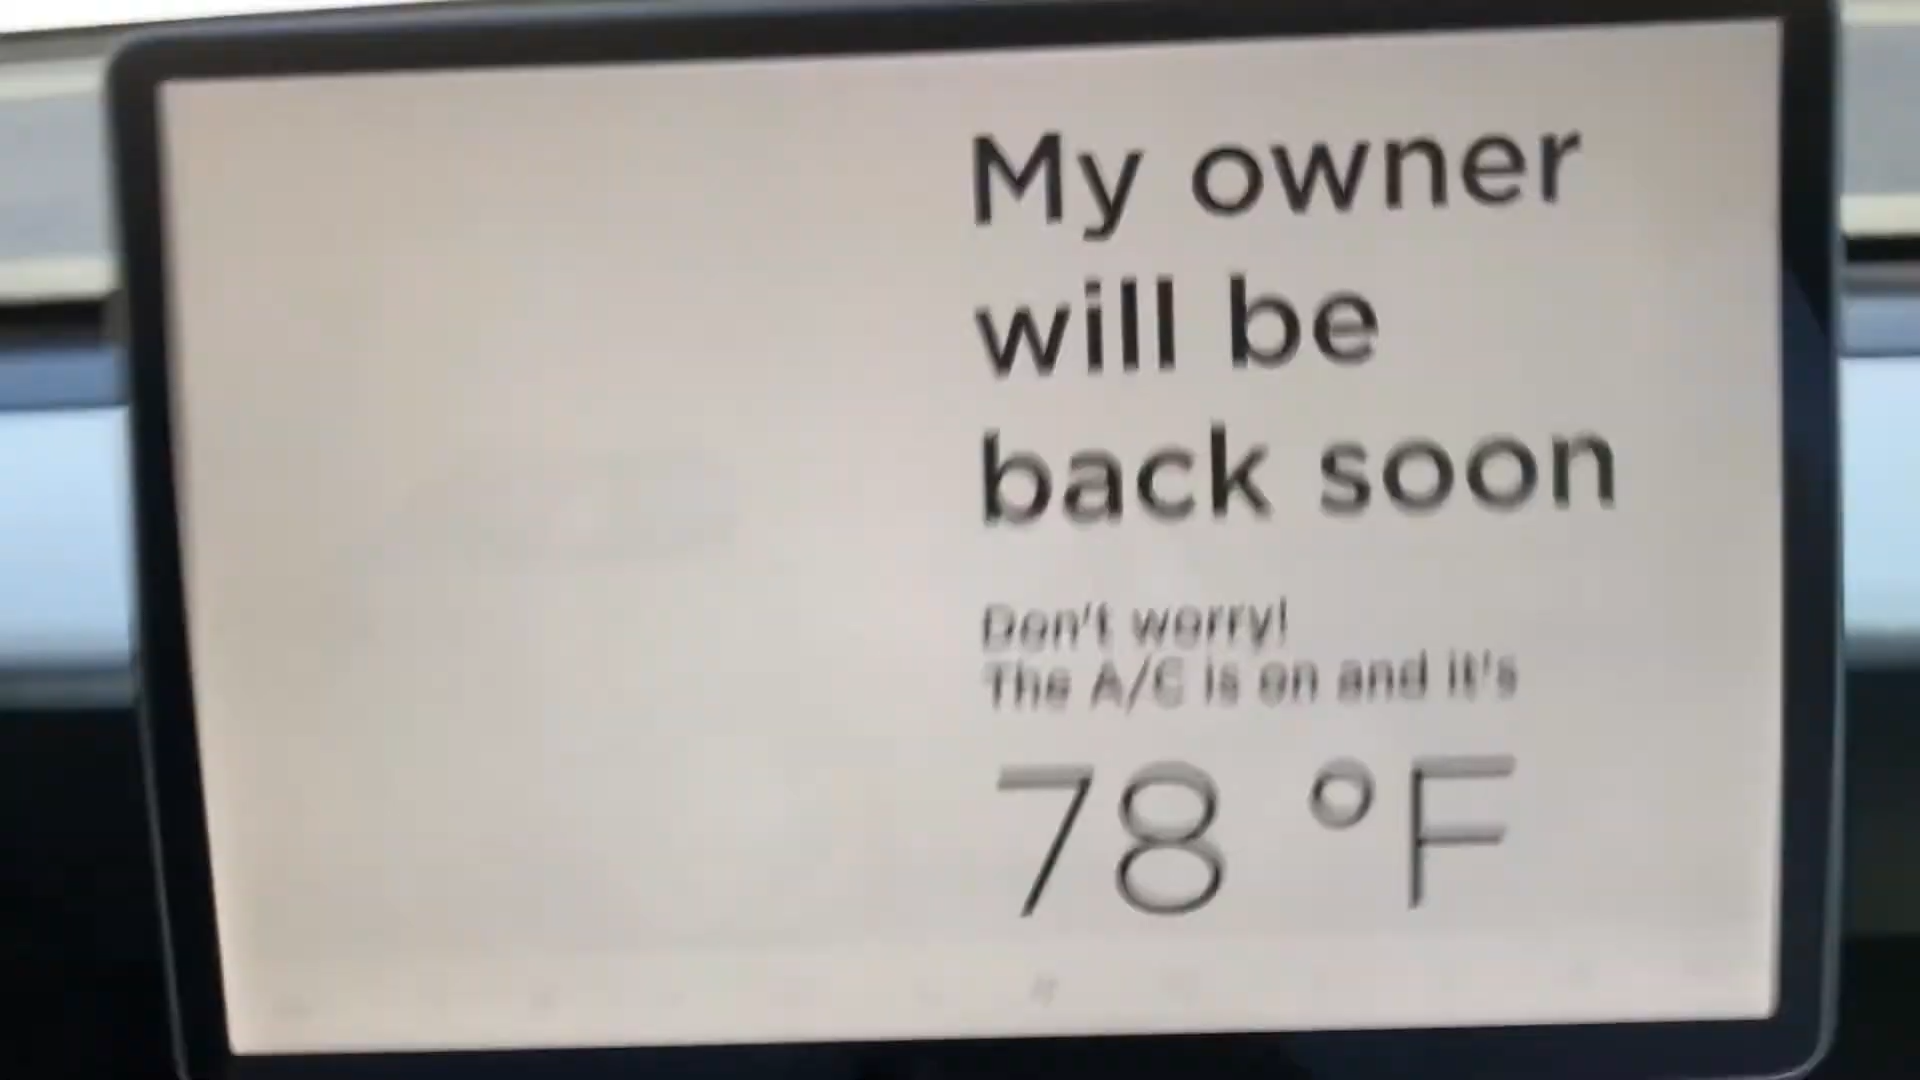 My owner
will be
back soon
Don't worry!
The A/C is on and it's
78 °F